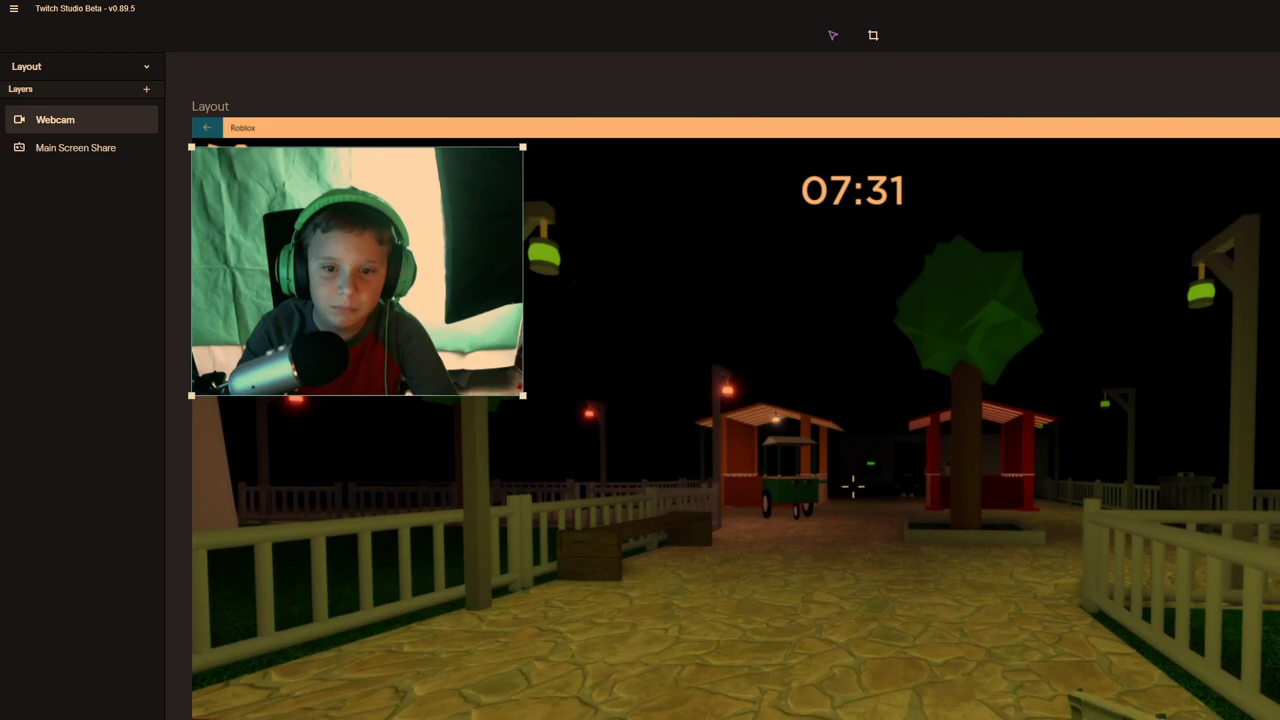 Twitch Studio Beta - v0.89.5
Layout
Layers
Webcam
Main Screen Share
Layout
Roblox
07:31